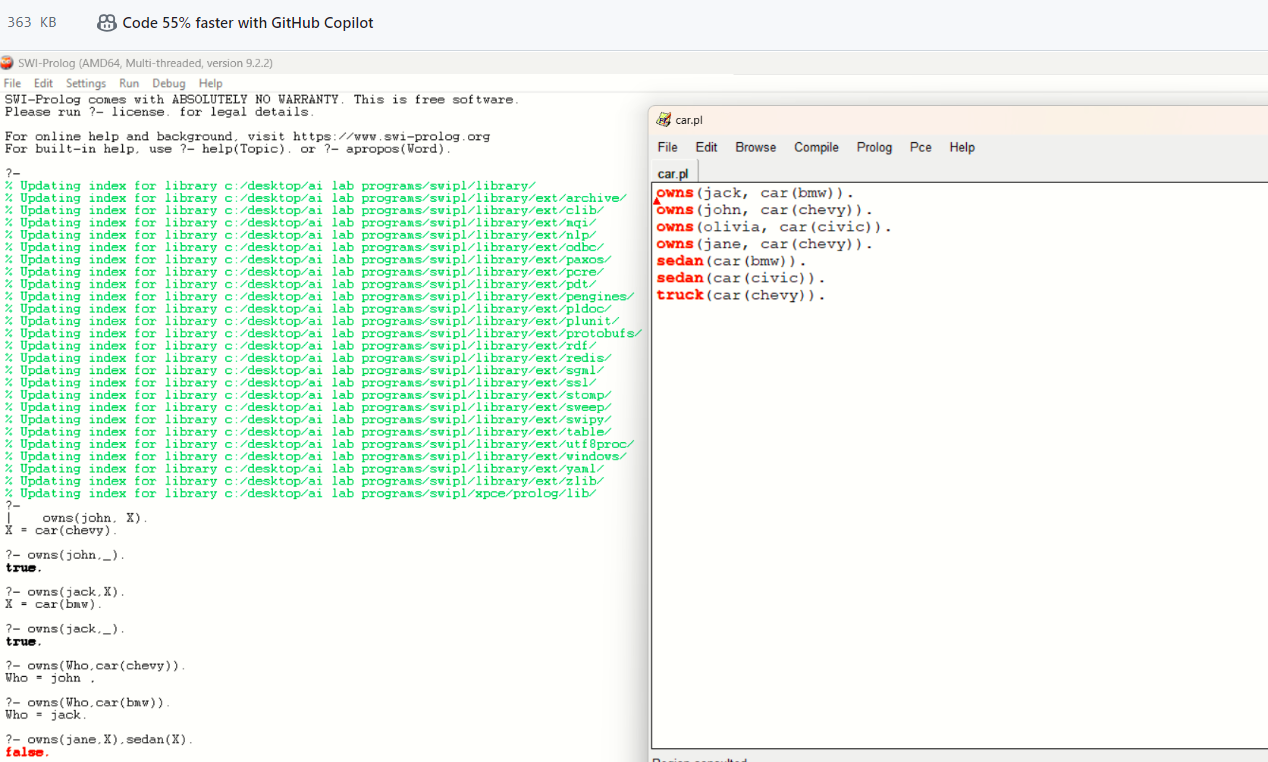 363 KB
Code 55% faster with GitHub Copilot
SWI-Prolog (AMD64, Multi-threaded, version 9.2.2)
File Edit Settings Run Debug Help
SWI-Prolog comes with ABSOLUTELY NO WARRANTY. This is free software.
Please run ?- license. for legal details.
For online help and background, visit https://www.swi-prolog.org
For built-in help, use ?- help(Topic). or ?- apropos(Word).
?-
% Updating index for library c:/desktop/ai lab programs/swipl/library/
% Updating index for library c:/desktop/ai lab programs/swipl/library/ext/archive/
% Updating index for library c:/desktop/ai lab programs/swipl/library/ext/clib/
% Updating index for library c:/desktop/ai lab programs/swipl/library/ext/mqi/
% Updating index for library c:/desktop/ai lab programs/swipl/library/ext/nlp/
% Updating index for library c:/desktop/ai lab programs/swipl/library/ext/odbc/
% Updating index for library c:/desktop/ai lab programs/swipl/library/ext/paxos/
% Updating index for library c:/desktop/ai lab programs/swipl/library/ext/pcre/
% Updating index for library c:/desktop/ai lab programs/swipl/library/ext/pdt/
% Updating index for library c:/desktop/ai lab programs/swipl/library/ext/pengines/
% Updating index for library c:/desktop/ai lab programs/swipl/library/ext/pldoc/
% Updating index for library c:/desktop/ai lab programs/swipl/library/ext/plunit/
% Updating index for library c:/desktop/ai lab programs/swipl/library/ext/protobufs/
% Updating index for library c:/desktop/ai lab programs/swipl/library/ext/rdf/
% Updating index for library c:/desktop/ai lab programs/swipl/library/ext/redis/
% Updating index for library c:/desktop/ai lab programs/swipl/library/ext/sgml/
% Updating index for library c:/desktop/ai lab programs/swipl/library/ext/ssl/
% Updating index for library c:/desktop/ai lab programs/swipl/library/ext/stomp/
% Updating index for library c:/desktop/ai lab programs/swipl/library/ext/sweep/
% Updating index for library c:/desktop/ai lab programs/swipl/library/ext/swipy/
% Updating index for library c:/desktop/ai lab programs/swipl/library/ext/table/
% Updating index for library c:/desktop/ai lab programs/swipl/library/ext/utf8proc/
% Updating index for library c:/desktop/ai lab programs/swipl/library/ext/windows/
% Updating index for library c:/desktop/ai lab programs/swipl/library/ext/yaml/
% Updating index for library c:/desktop/ai lab programs/swipl/library/ext/zlib/
% Updating index for library c:/desktop/ai lab programs/swipl/xpce/prolog/lib/
?-
| owns(john, X).
X = car(chevy).
?- owns(john,_).
true.
?- owns(jack,X).
X = car(bmw).
?- owns(jack,_).
true.
?- owns(Who,car(chevy)).
Who = john .
?- owns(Who,car(bmw)).
Who = jack.
?- owns(jane,X),sedan(X).
false.
car.pl
File Edit Browse Compile Prolog Pce Help
car.pl
owns(jack, car(bmw)).
owns(john, car(chevy)).
owns(olivia, car(civic)).
owns(jane, car(chevy)).
sedan(car(bmw)).
sedan(car(civic)).
truck(car(chevy)).